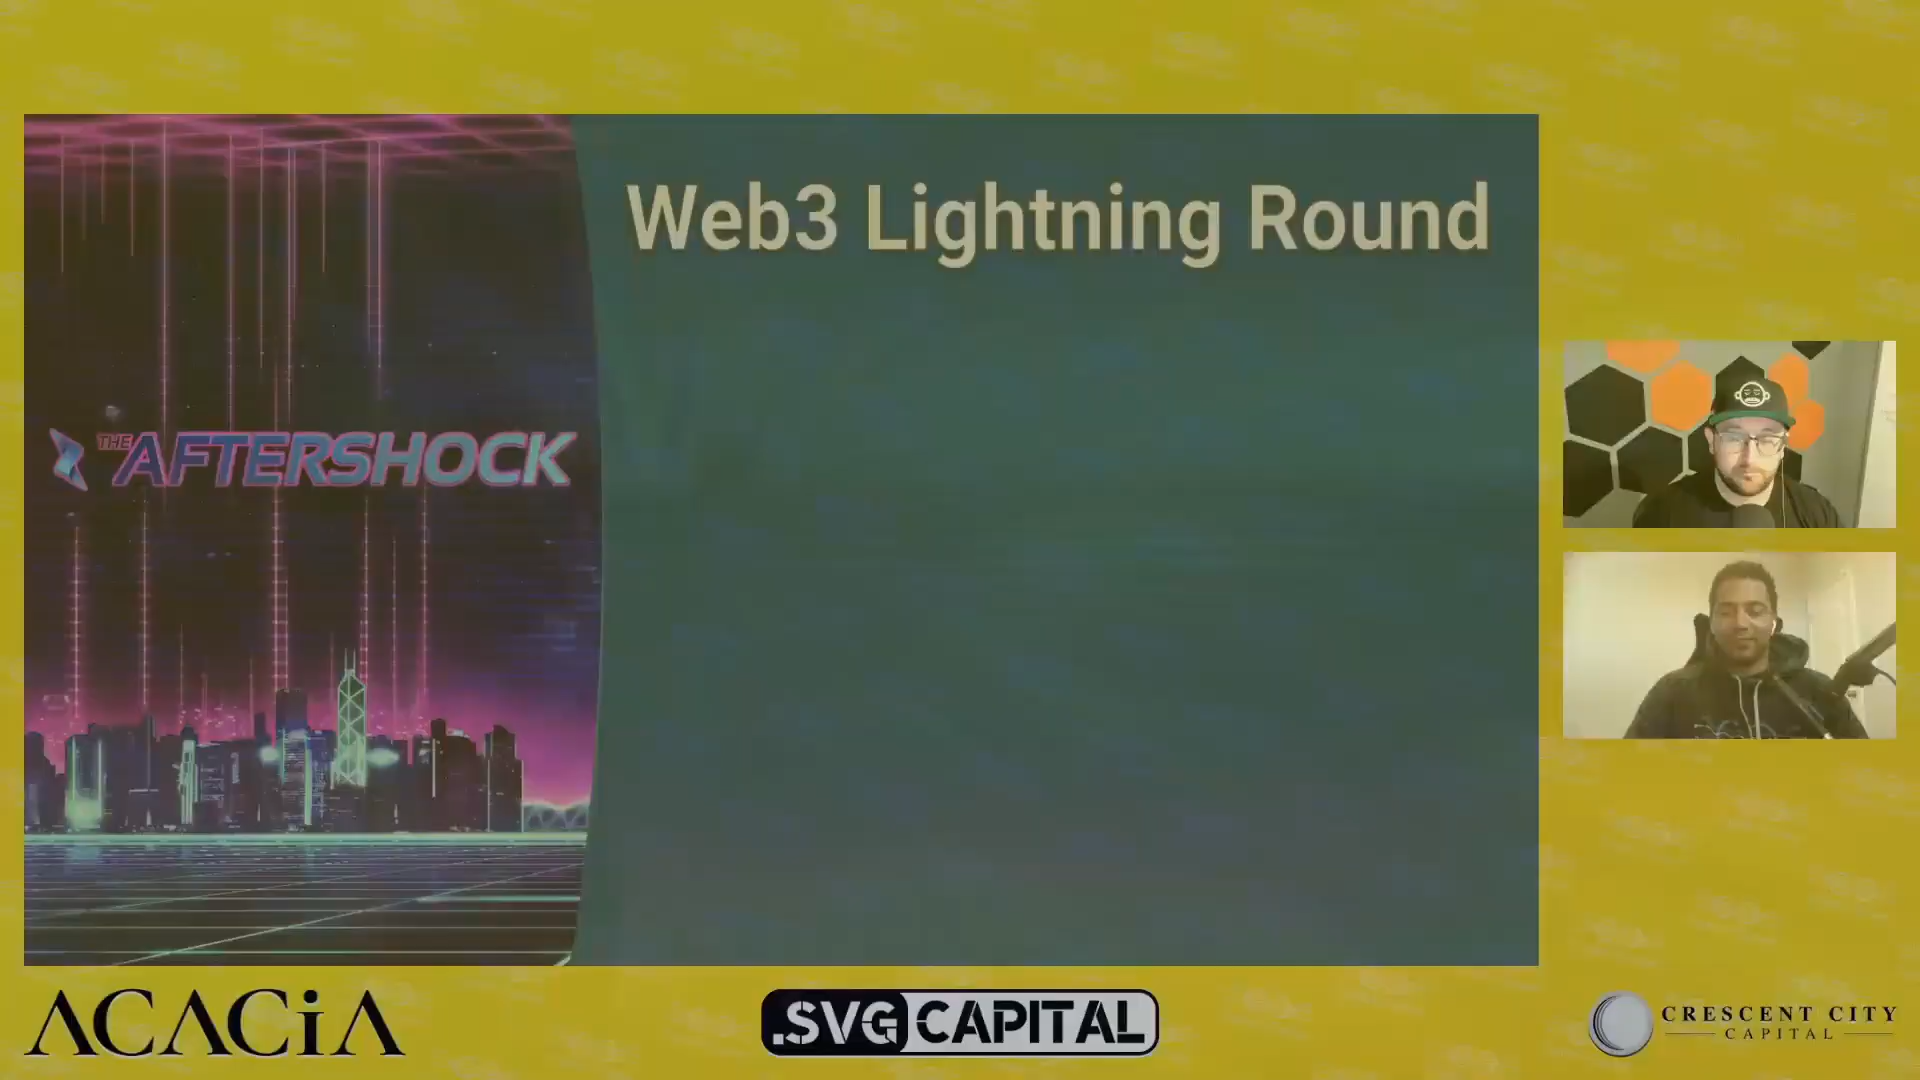 Web3 Lightning Round
THE AFTERSHOCK
ACACiA
.SVG CAPITAL
CRESCENT CITY
CAPITAL